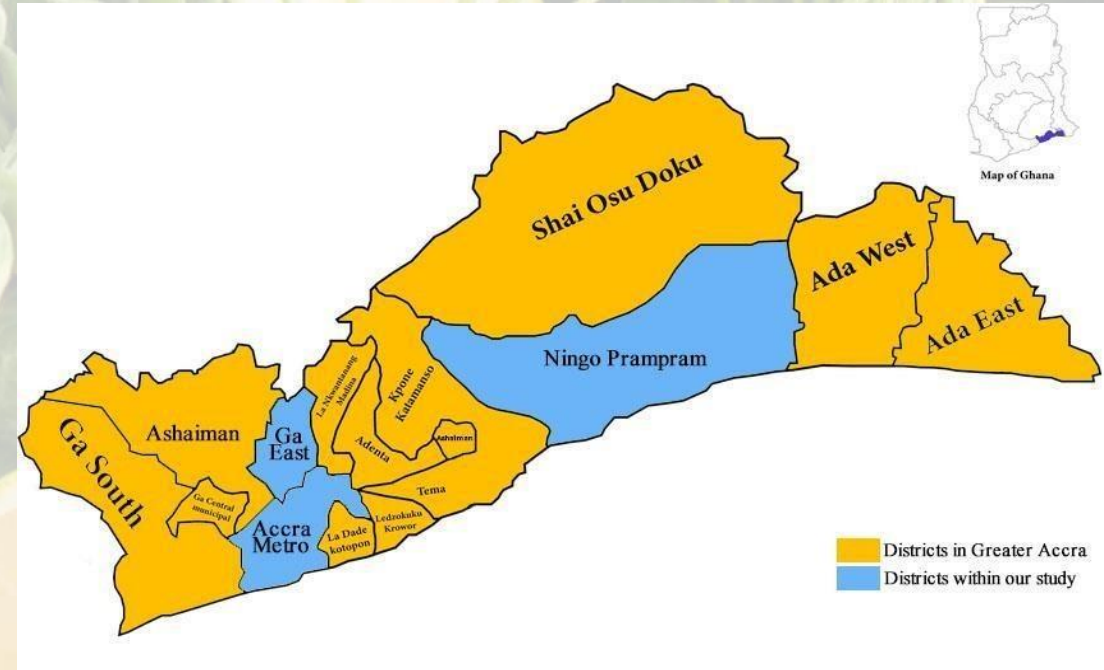 Map of Ghana
Shai Osu Doku
Ada West
Ada East
Ningo Prampram
La Nkwantanang
Madina
Kpone
Katamanso
Adenta
Ashaiman
Ashaiman
Ga
East
Ga South
Ga Central
municipal
Tema
Accra
Metro
La Dade
kotopon
Ledzokuku
Krowor
Districts in Greater Accra
Districts within our study